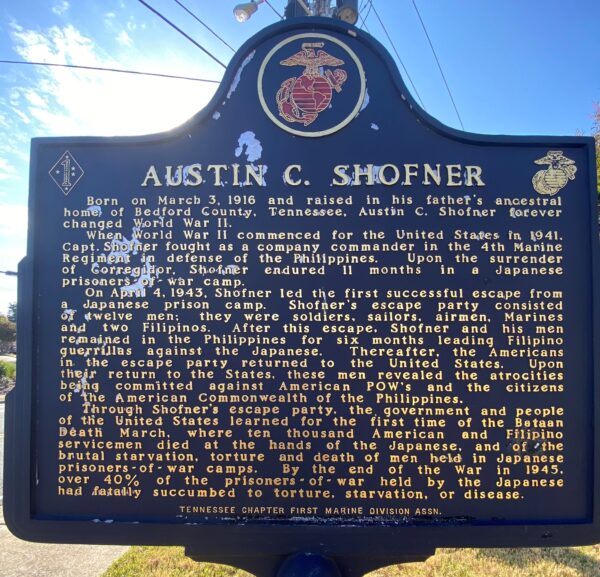 1
AUSTIN C. SHOFNER
Born on March 3, 1916 and raised in his father's ancestral
home of Bedford County, Tennessee, Austin C. Shofner forever
changed World War II.
When World War II commenced for the United States in 1941,
Capt. Shofner fought as a company commander in the 4th Marine
Regiment in defense of the Philippines. Upon the surrender
of Corregidor, Shofner endured 11 months in a Japanese
prisoners-of-war camp.
On April 4, 1943, Shofner led the first successful escape from
a Japanese prison camp. Shofner's escape party consisted
of twelve men; they were soldiers, sailors, airmen, Marines
and two Filipinos. After this escape, Shofner and his men
remained in the Philippines for six months leading Filipino
guerrillas against the Japanese. Thereafter, the Americans
in the escape party returned to the United States. Upon
their return to the States, these men revealed the atrocities
being committed against American POW's and the citizens
of the American Commonwealth of the Philippines.
Through Shofner's escape party, the government and people
of the United States learned for the first time of the Bataan
Death March, where ten thousand American and Filipino
servicemen died at the hands of the Japanese, and of the
brutal starvation, torture and death of men held in Japanese
prisoners-of-war camps. By the end of the War in 1945,
over 40% of the prisoners-of-war held by the Japanese
had fatally succumbed to torture, starvation, or disease.
TENNESSEE CHAPTER FIRST MARINE DIVISION ASSN.